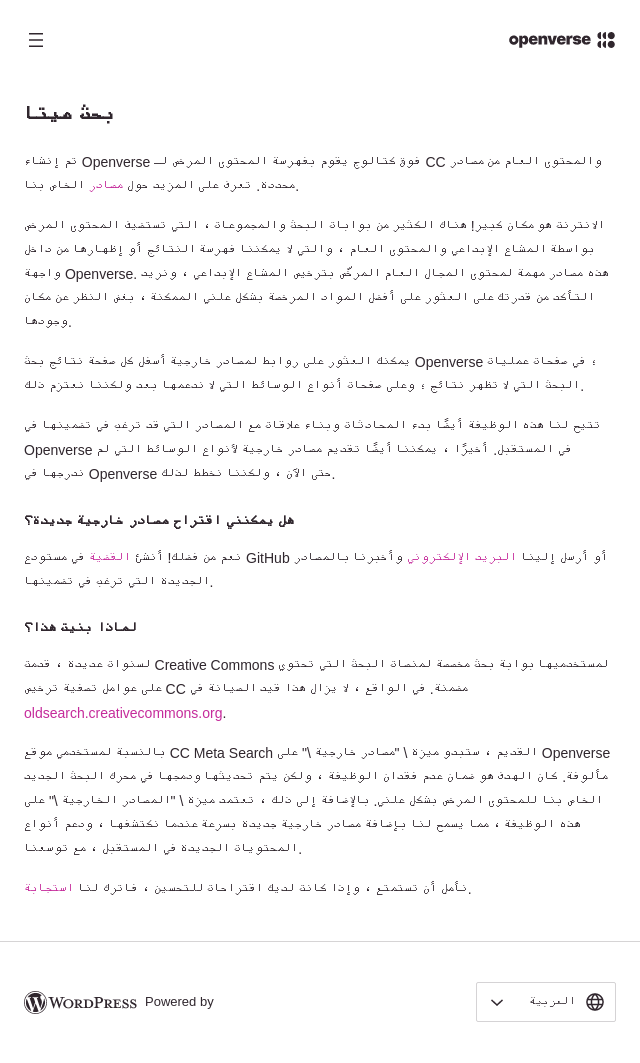 openverse
بحث ميتا
تم إنشاء Openverse فوق كتالوج يقوم بفهرسة المحتوى المرخص لـ CC والمحتوى العام من مصادر
محددة. تعرف على المزيد حول مصادر الخاص بنا.
الانترنة هو مكان كبير! هناك الكثير من بوابات البحث والمجموعات ، التي تستضيف المحتوى المرخص
بواسطة المشاع الإبداعي والمحتوى العام ، والتي لا يمكننا فهرسة النتائج أو إظهارها من داخل
واجهة Openverse. هذه مصادر مهمة لمحتوى المجال العام المرخّص بترخيص المشاع الإبداعي ، ونريد
التأكد من قدرتك على العثور على أفضل المواد المرخصة بشكل علني الممكنة ، بغض النظر عن مكان
وجودها.
يمكنك العثور على روابط لمصادر خارجية أسفل كل صفحة نتائج بحث Openverse ؛ في صفحات عمليات
البحث التي لا تظهر نتائج ؛ وعلى صفحات أنواع الوسائط التي لا ندعمها بعد ولكننا نعتزم ذلك.
تتيح لنا هذه الوظيفة أيضًا بدء المحادثات وبناء علاقات مع المصادر التي قد ترغب في تضمينها في
Openverse في المستقبل. أخيرًا ، يمكننا أيضًا تقديم مصادر خارجية لأنواع الوسائط التي لم
ندرجها في Openverse حتى الآن ، ولكننا نخطط لذلك.
هل يمكنني اقتراح مصادر خارجية جديدة؟
نعم من فضلك! أنشئ القضية في مستودع GitHub أو أرسل إلينا البريد الإلكتروني وأخبرنا بالمصادر
الجديدة التي ترغب في تضمينها.
لماذا بنيت هذا؟
لسنوات عديدة ، قدمت Creative Commons لمستخدميها بوابة بحث مخصصة لمنصات البحث التي تحتوي
على عوامل تصفية ترخيص CC مضمنة. في الواقع ، لا يزال هذا قيد الصيانة في
oldsearch.creativecommons.org.
بالنسبة لمستخدمي موقع CC Meta Search القديم ، ستبدو ميزة \ "مصادر خارجية \" على Openverse
مألوفة. كان الهدف هو ضمان عدم فقدان الوظيفة ، ولكن يتم تحديثها ودمجها في محرك البحث الجديد
الخاص بنا للمحتوى المرخص بشكل علني. بالإضافة إلى ذلك ، تعتمد ميزة \ "المصادر الخارجية \" على
هذه الوظيفة ، مما يسمح لنا بإضافة مصادر خارجية جديدة بسرعة عندما نكتشفها ، ودعم أنواع
المحتويات الجديدة في المستقبل ، مع توسعنا.
نأمل أن تستمتع ، وإذا كانت لديك اقتراحات للتحسين ، فاترك لنا استجابة.
العربية
Powered by WORDPRESS